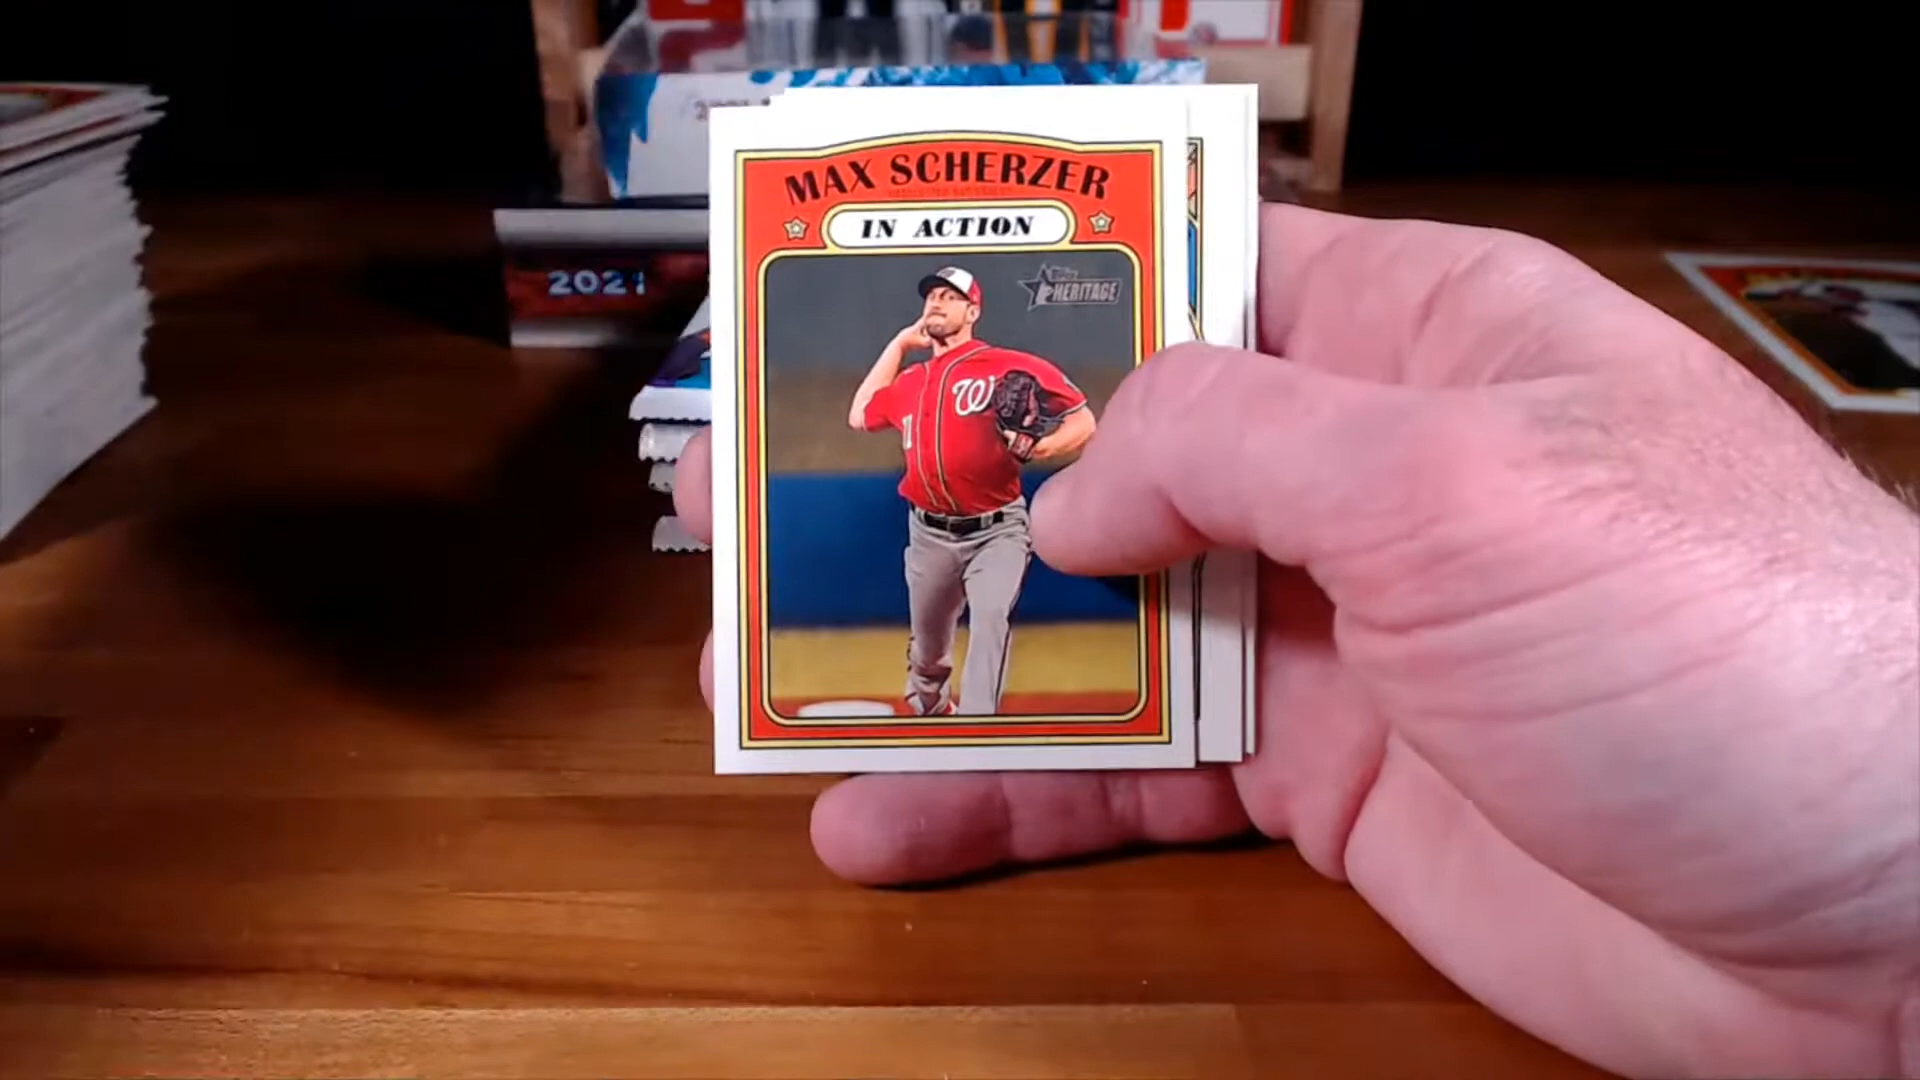 MAX SCHERZER
IN ACTION
Topps
HERITAGE
W
2021